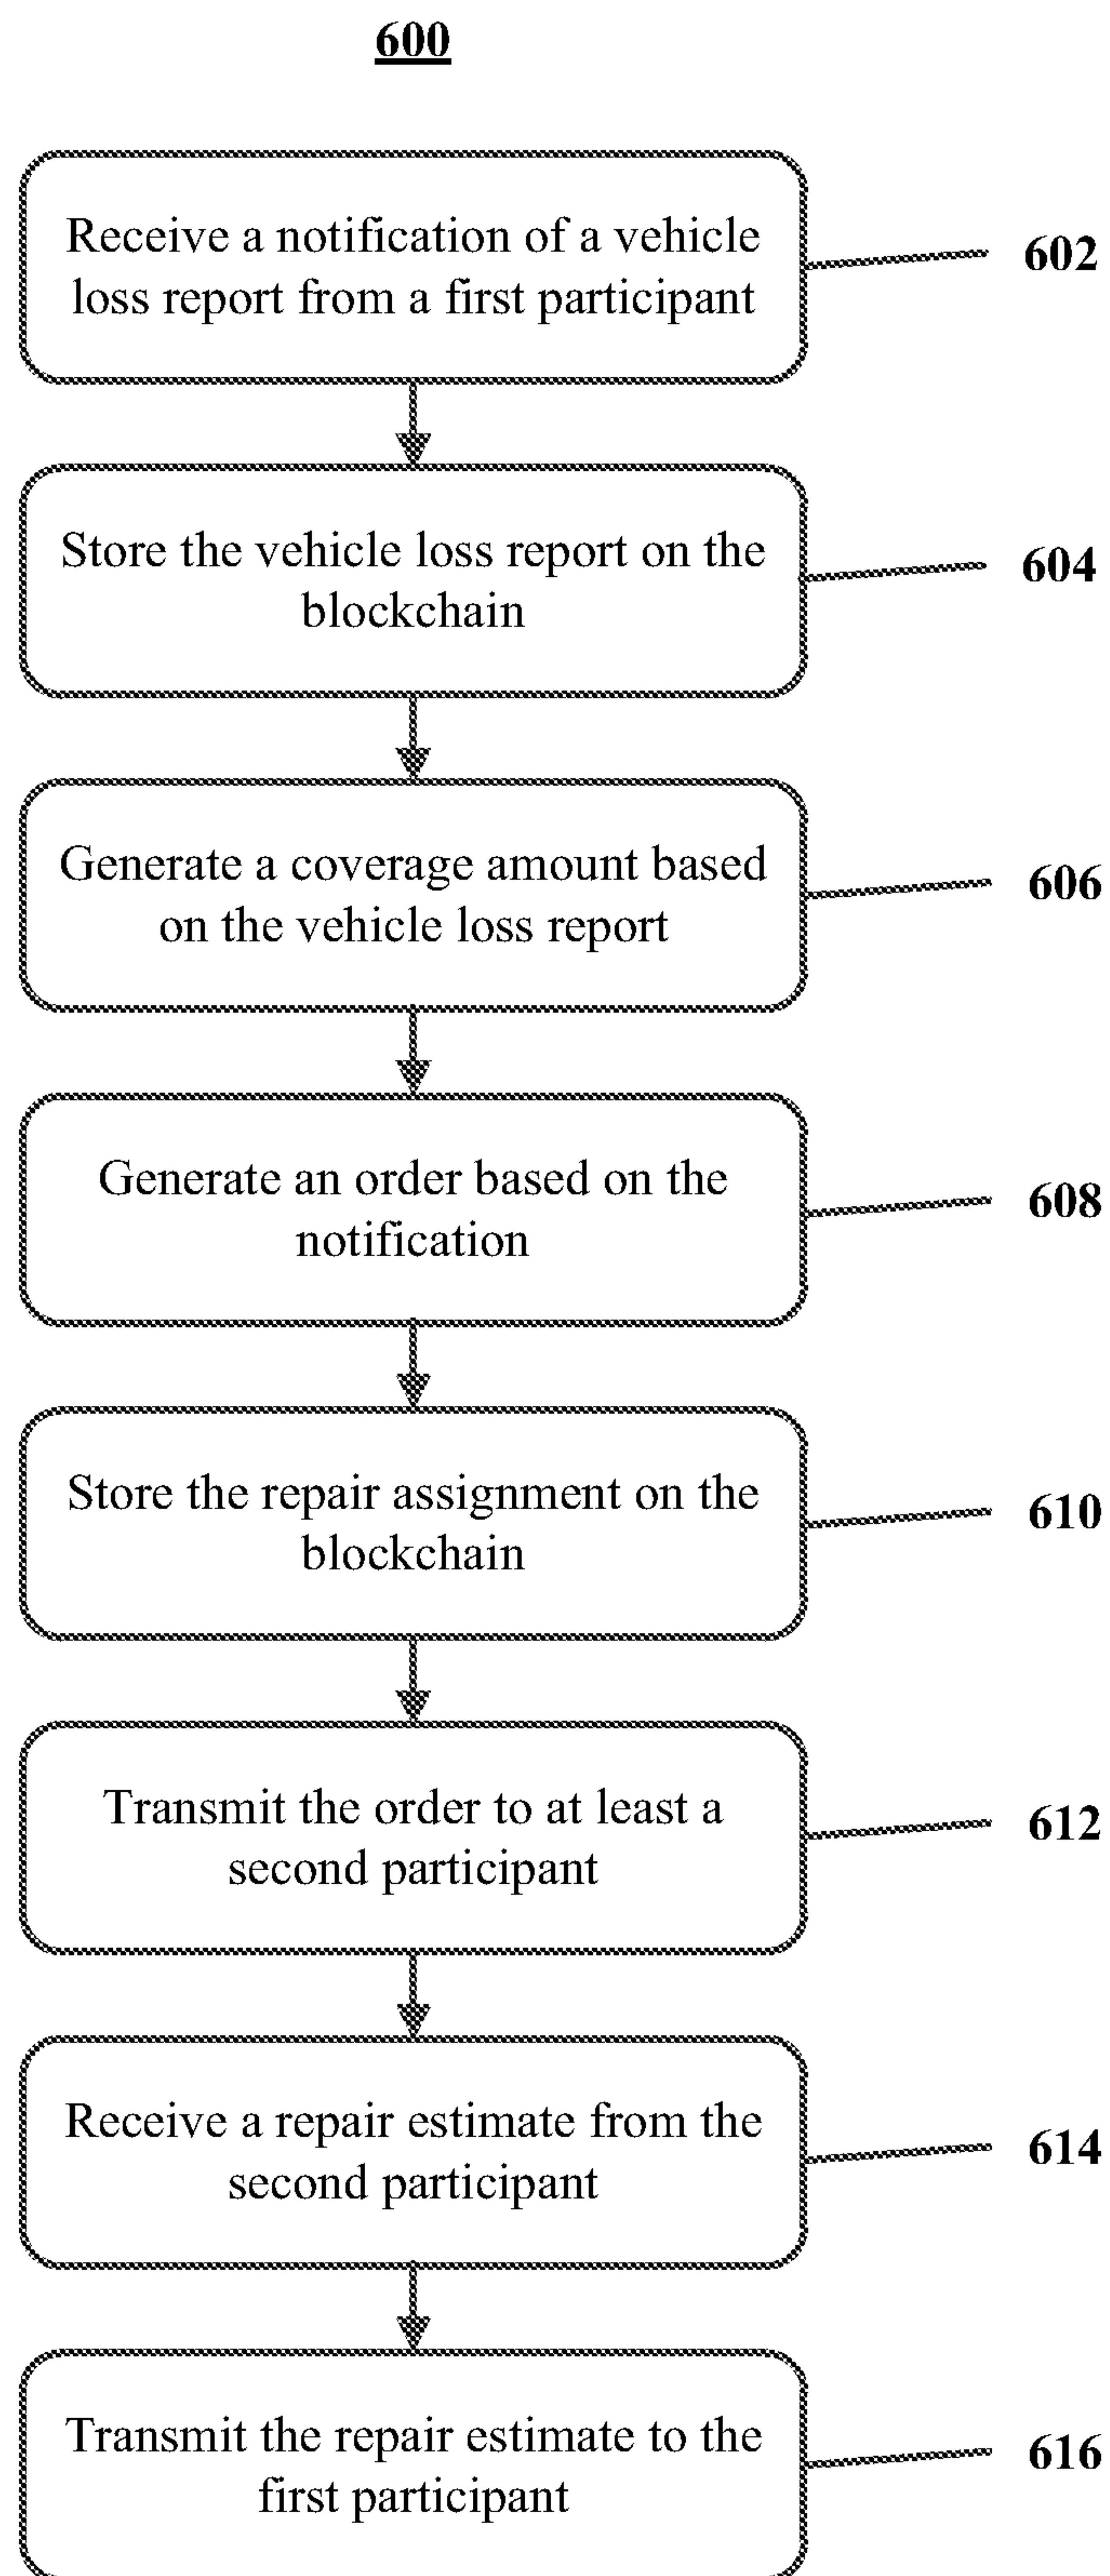 600
Receive a notification of a vehicle
loss report from a first participant
602
Store the vehicle loss report on the
blockchain
604
Generate a coverage amount based
on the vehicle loss report
606
Generate an order based on the
notification
608
Store the repair assignment on the
blockchain
610
Transmit the order to at least a
second participant
612
Receive a repair estimate from the
second participant
614
Transmit the repair estimate to the
first participant
616